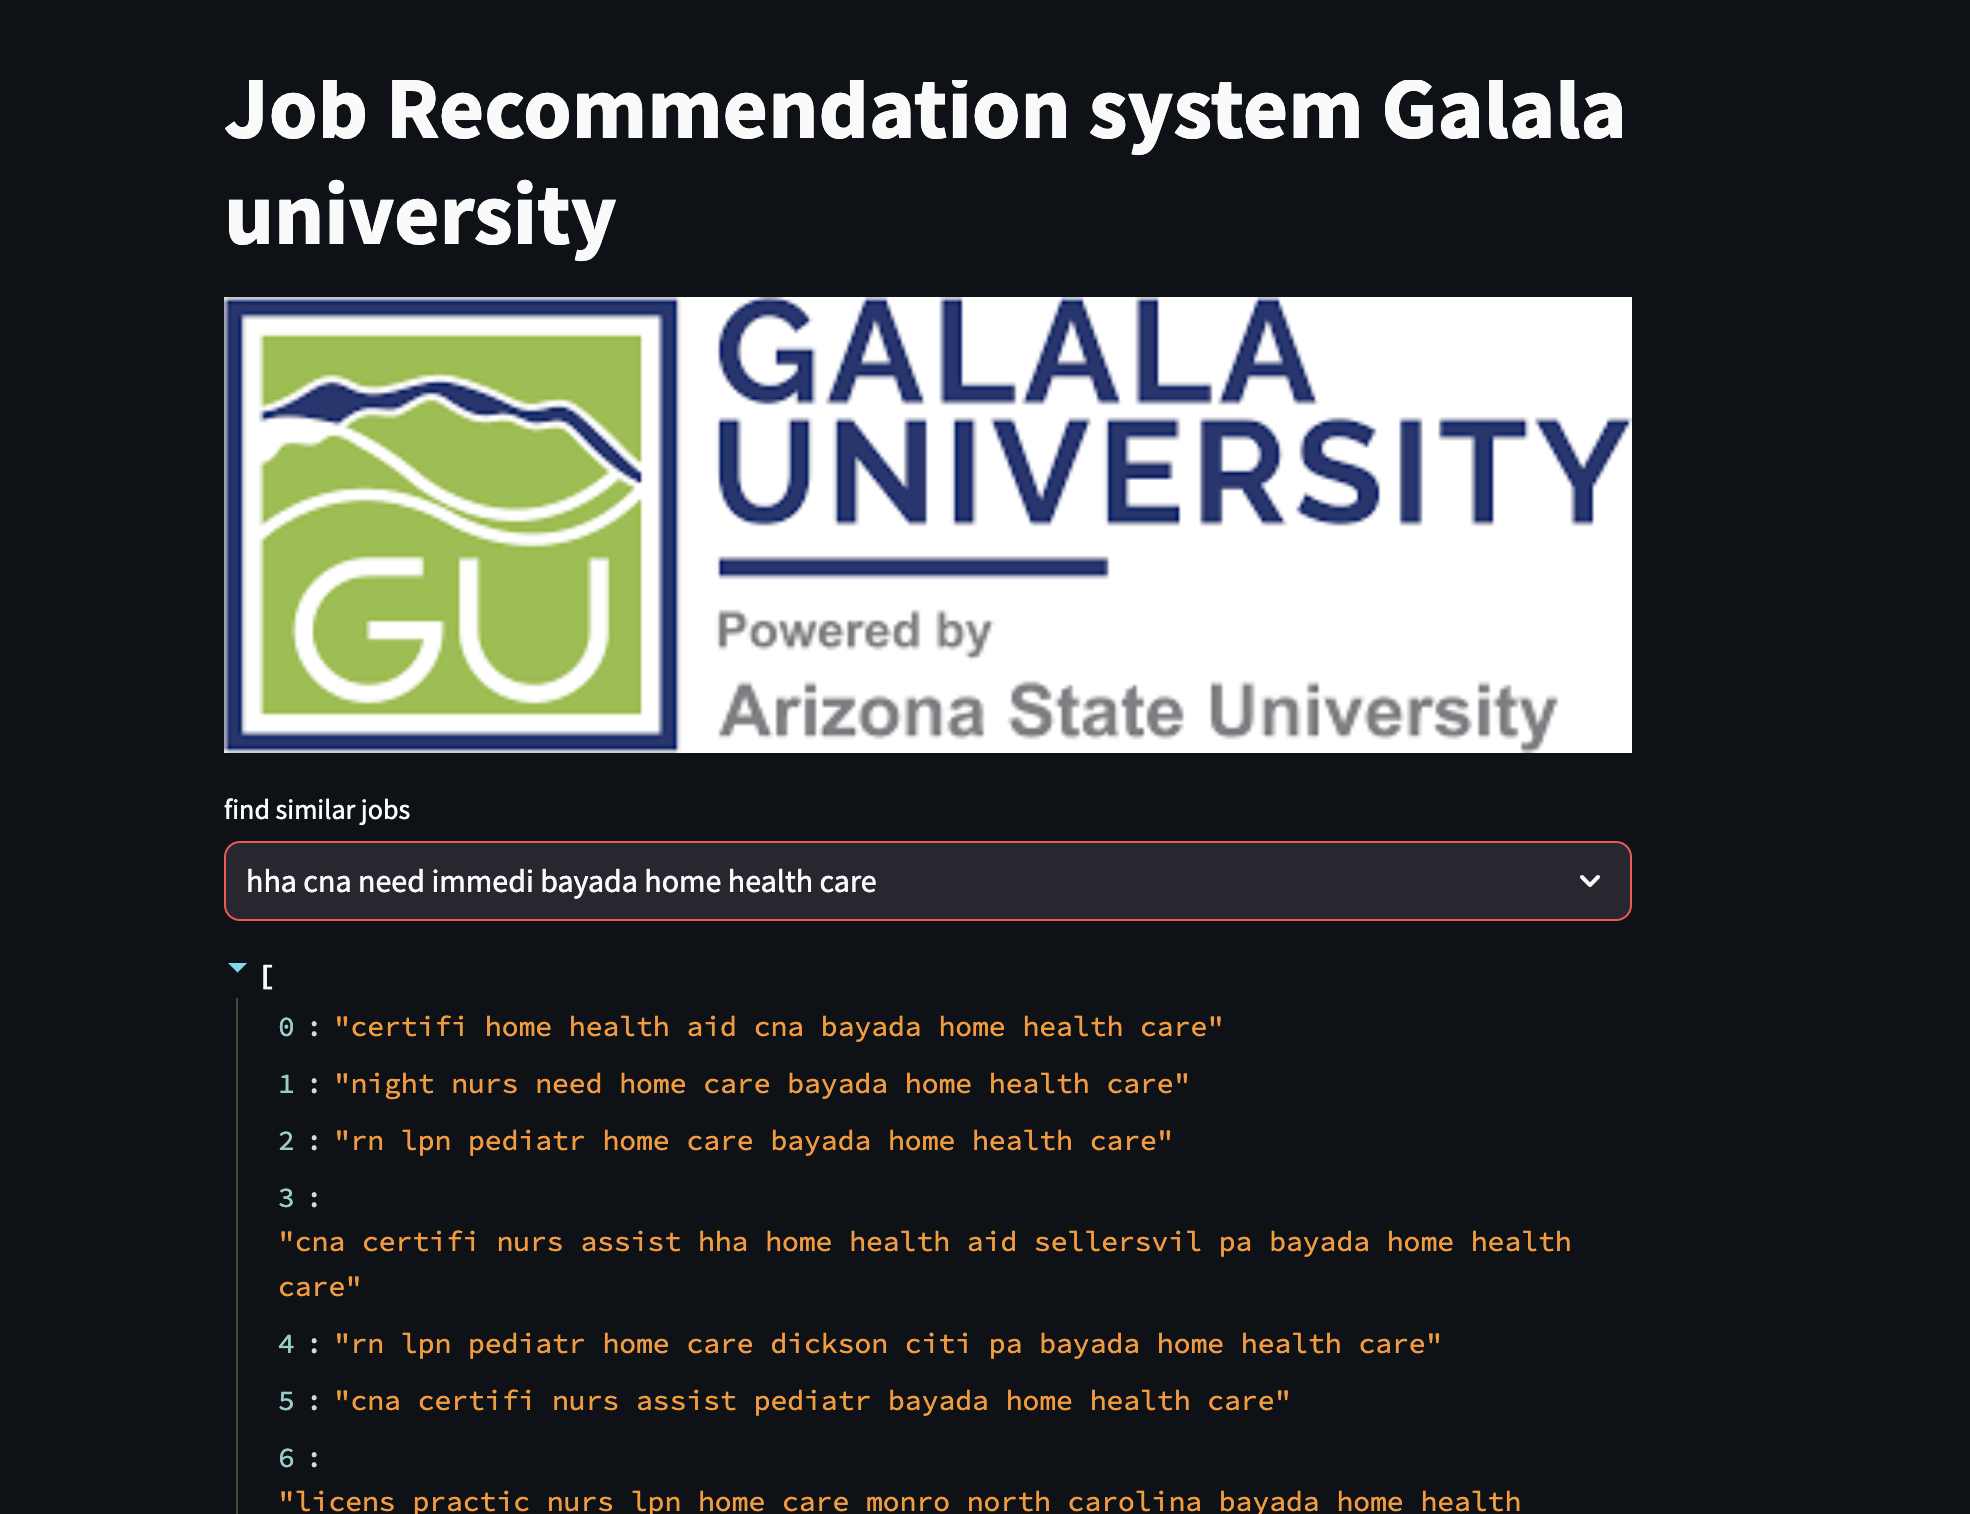 Job Recommendation system Galala
university
GALALA
UNIVERSITY
GU
Powered by
Arizona State University
find similar jobs
hha cna need immedi bayada home health care
[
0 : "certifi home health aid cna bayada home health care"
1 : "night nurs need home care bayada home health care"
2 : "rn lpn pediatr home care bayada home health care"
3 :
"cna certifi nurs assist hha home health aid sellersvil pa bayada home health
care"
4 : "rn lpn pediatr home care dickson citi pa bayada home health care"
5 : "cna certifi nurs assist pediatr bayada home health care"
6 :
"licens practic nurs lpn home care monro north carolina bayada home health